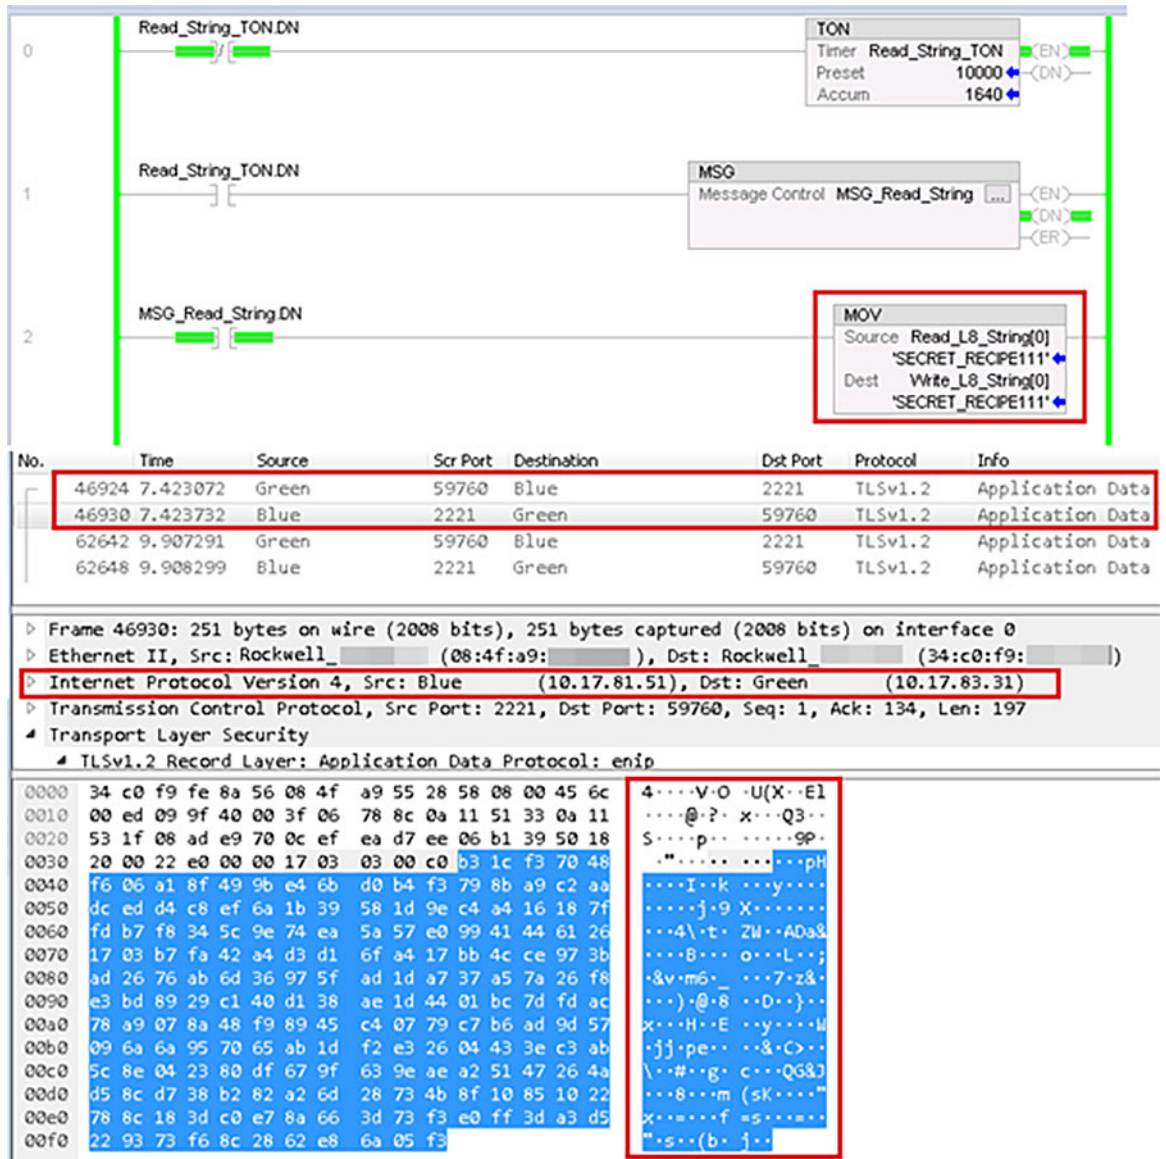 Read_String_TON.DN
TON
0
Timer Read_String_TON (EN)
Preset 10000 (DN)
Accum 1640
Read_String_TON.DN
MSG
1
Message Control MSG_Read_String ... (EN)
(DN)
(ER)
MSG_Read_String.DN
MOV
2
Source Read_L8_String[0]
'SECRET_RECIPE111'
Dest Write_L8_String[0]
'SECRET_RECIPE111'
No. Time Source Scr Port Destination Dst Port Protocol Info
46924 7.423072 Green 59760 Blue 2221 TLSv1.2 Application Data
46930 7.423732 Blue 2221 Green 59760 TLSv1.2 Application Data
62642 9.907291 Green 59760 Blue 2221 TLSv1.2 Application Data
62648 9.908299 Blue 2221 Green 59760 TLSv1.2 Application Data
Frame 46930: 251 bytes on wire (2008 bits), 251 bytes captured (2008 bits) on interface 0
Ethernet II, Src: Rockwell_ (08:4f:a9: ), Dst: Rockwell_ (34:c0:f9: )
Internet Protocol Version 4, Src: Blue (10.17.81.51), Dst: Green (10.17.83.31)
Transmission Control Protocol, Src Port: 2221, Dst Port: 59760, Seq: 1, Ack: 134, Len: 197
Transport Layer Security
TLSv1.2 Record Layer: Application Data Protocol: enip
0000 34 c0 f9 fe 8a 56 08 4f a9 55 28 58 08 00 45 6c 4····V·O ·U(X··El
0010 00 ed 09 9f 40 00 3f 06 78 8c 0a 11 51 33 0a 11 ····@·?· x···Q3··
0020 53 1f 08 ad e9 70 0c ef ea d7 ee 06 b1 39 50 18 S····p·· ·····9P·
0030 20 00 22 e0 00 00 17 03 03 00 c0 b3 1c f3 70 48 ·"····· ······pH
0040 f6 06 a1 8f 49 9b e4 6b d0 b4 f3 79 8b a9 c2 aa ····I··k ···y····
0050 dc ed d4 c8 ef 6a 1b 39 58 1d 9e c4 a4 16 18 7f ·····j·9 X·······
0060 fd b7 f8 34 5c 9e 74 ea 5a 57 e0 99 41 44 61 26 ···4\·t· ZW··ADa&
0070 17 03 b7 fa 42 a4 d3 d1 6f a4 17 bb 4c ce 97 3b ····B··· o···L··;
0080 ad 26 76 ab 6d 36 97 5f ad 1d a7 37 a5 7a 26 f8 ·&v·m6·_ ···7·z&·
0090 e3 bd 89 29 c1 40 d1 38 ae 1d 44 01 bc 7d fd ac ···)·@·8 ··D··}··
00a0 78 a9 07 8a 48 f9 89 45 c4 07 79 c7 b6 ad 9d 57 x···H··E ··y····W
00b0 09 6a 6a 95 70 65 ab 1d f2 e3 26 04 43 3e c3 ab ·jj·pe·· ··&·C>··
00c0 5c 8e 04 23 80 df 67 9f 63 9e ae a2 51 47 26 4a \··#··g· c···QG&J
00d0 d5 8c d7 38 b2 82 a2 6d 28 73 4b 8f 10 85 10 22 ···8···m (sK····"
00e0 78 8c 18 3d c0 e7 8a 66 3d 73 f3 e0 ff 3d a3 d5 x··=···f =s···=··
00f0 22 93 73 f6 8c 28 62 e8 6a 05 f3 "·s··(b· j··